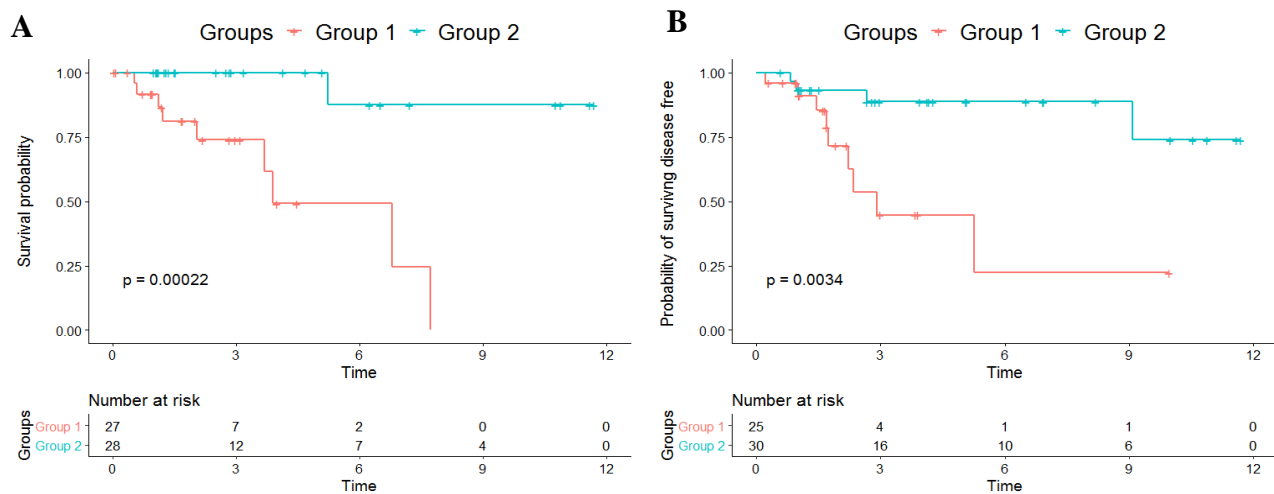 A
Groups Group 1 Group 2
Survival probability
1.00
0.75
0.50
0.25
0.00
p = 0.00022
0 3 6 9 12
Time
Number at risk
Groups
Group 1 27 7 2 0 0
Group 2 28 12 7 4 0
0 3 6 9 12
Time
B
Groups Group 1 Group 2
Probability of survivng disease free
1.00
0.75
0.50
0.25
0.00
p = 0.0034
0 3 6 9 12
Time
Number at risk
Groups
Group 1 25 4 1 1 0
Group 2 30 16 10 6 0
0 3 6 9 12
Time